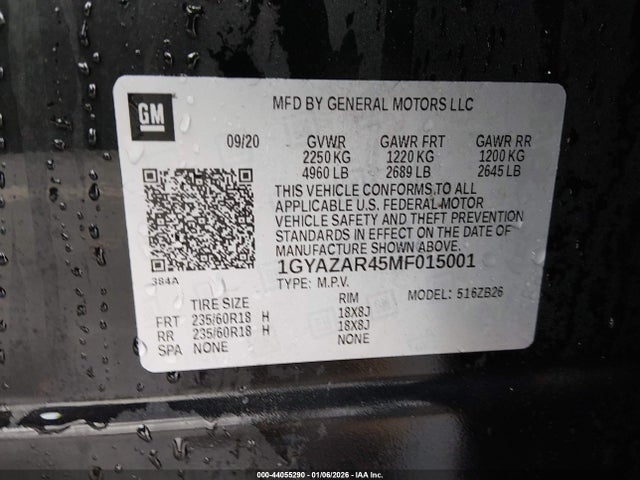 GM
MFD BY GENERAL MOTORS LLC
09/20 GVWR GAWR FRT GAWR RR
2250 KG 1220 KG 1200 KG
4960 LB 2689 LB 2645 LB
THIS VEHICLE CONFORMS TO ALL
APPLICABLE U.S. FEDERAL MOTOR
VEHICLE SAFETY AND THEFT PREVENTION
STANDARDS IN EFFECT ON THE DATE OF
MANUFACTURE SHOWN ABOVE.
1GYAZAR45MF015001
384A
TYPE: M.P.V. MODEL: 516ZB26
TIRE SIZE RIM
FRT 235/60R18 H 18X8J
RR 235/60R18 H 18X8J
SPA NONE NONE
000-44055290 01/06/2026 - IAA Inc.